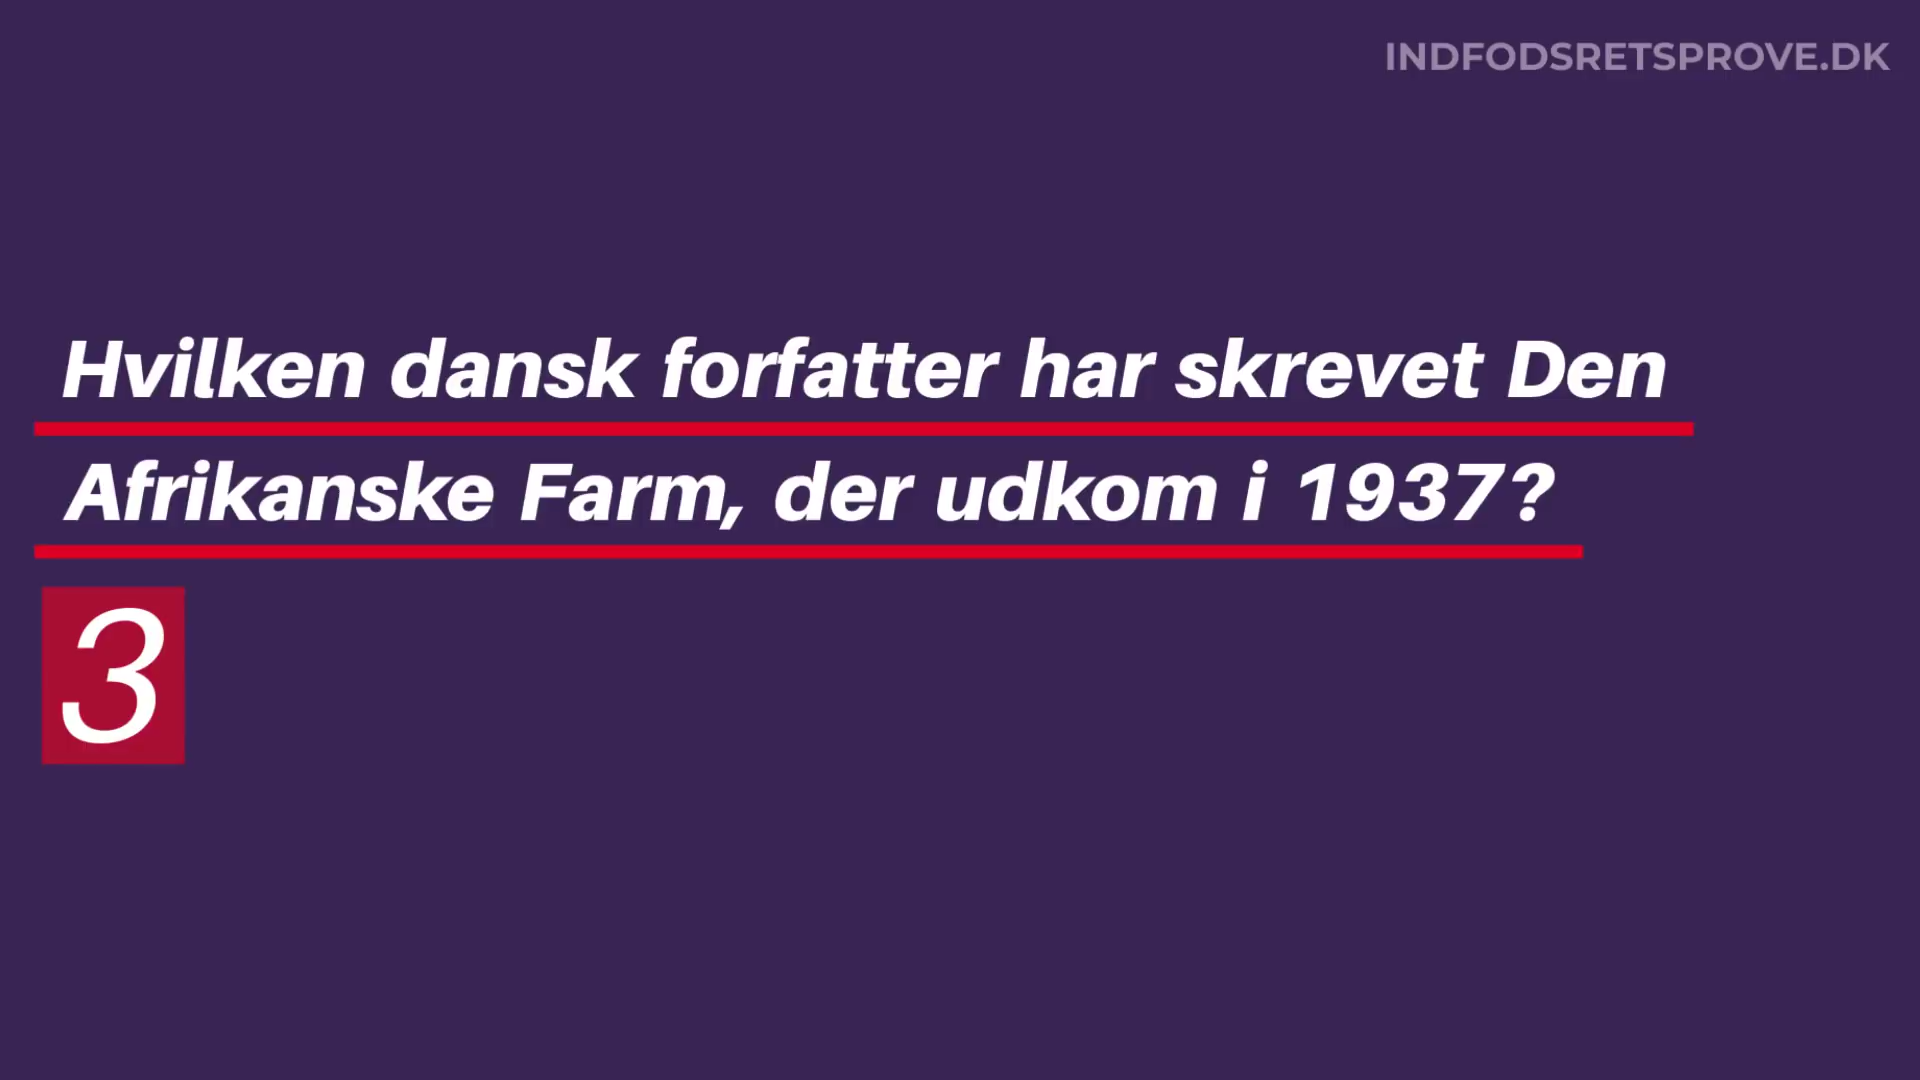 INDFODSRETSPROVE.DK
Hvilken dansk forfatter har skrevet Den
Afrikanske Farm, der udkom i 1937?
3